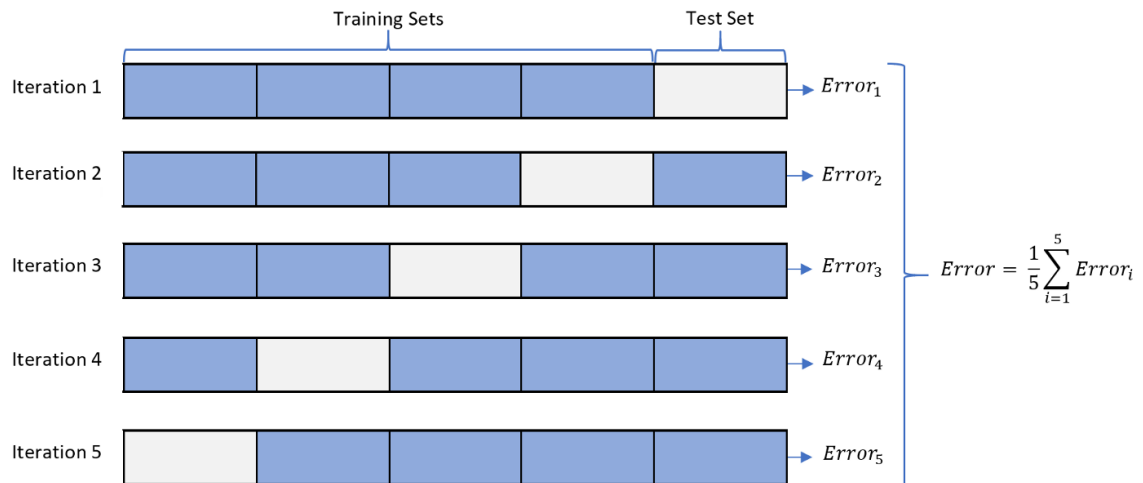 Training Sets
Test Set
Iteration 1
Error₁
Iteration 2
Error₂
Iteration 3
Error₃
Error = 1/5 ∑⁵ᵢ₌₁ Errorᵢ
Iteration 4
Error₄
Iteration 5
Error₅